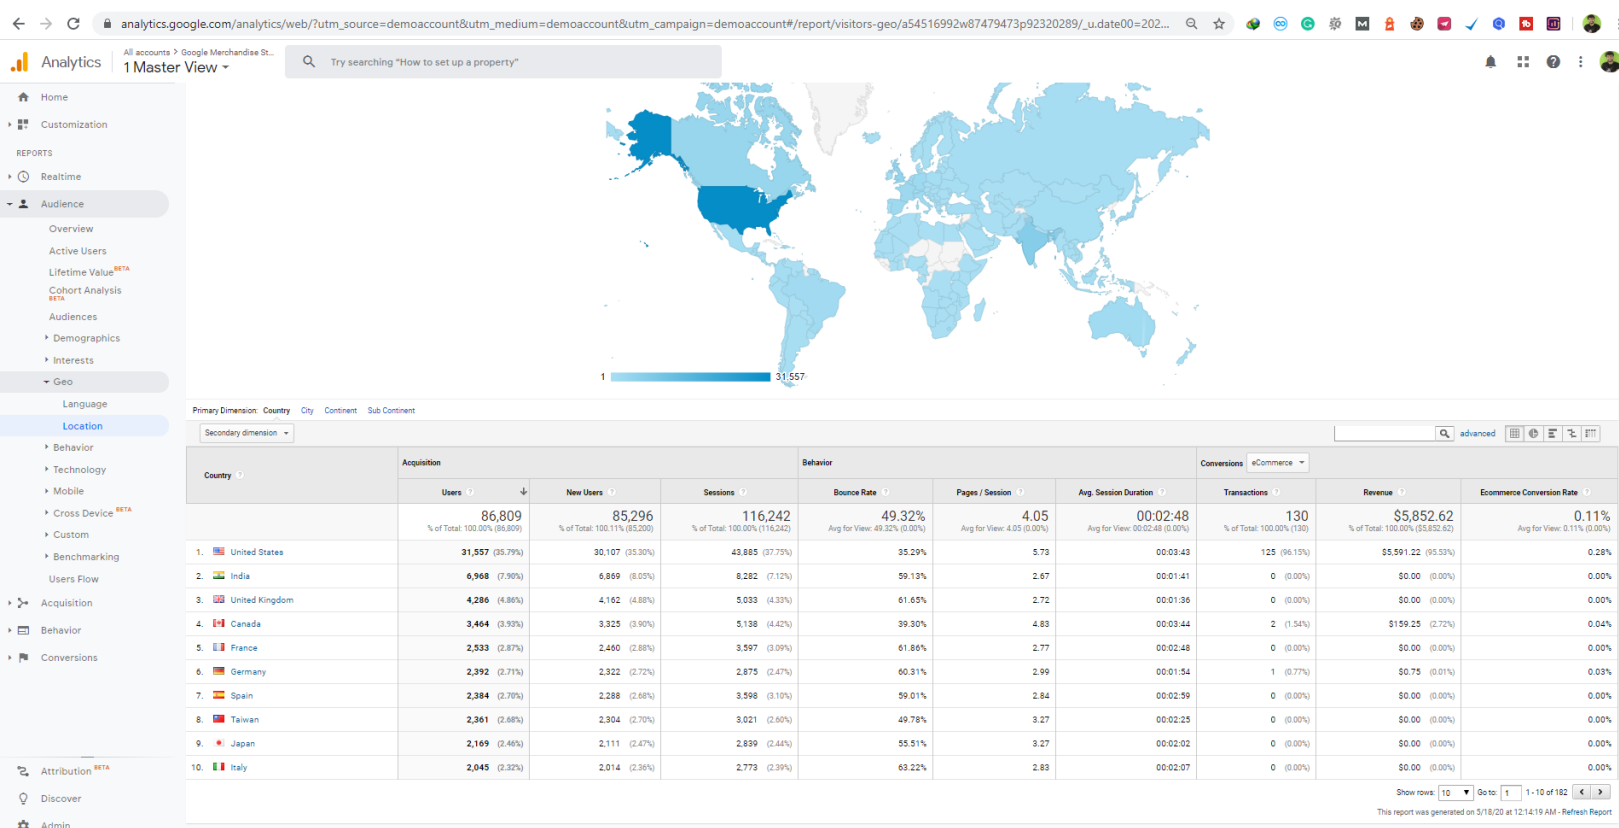 analytics.google.com/analytics/web/?utm_source=demoaccount&utm_medium=demoaccount&utm_campaign=demoaccount#/report/visitors-geo/a54516992w87479473p92320289/_u.date00=202...
Analytics
All accounts > Google Merchandise St...
1 Master View
Try searching “How to set up a property”
Home
Customization
REPORTS
Realtime
Audience
Overview
Active Users
Lifetime Value BETA
Cohort Analysis
BETA
Audiences
Demographics
Interests
Geo
Language
Location
Behavior
Technology
Mobile
Cross Device BETA
Custom
Benchmarking
Users Flow
Acquisition
Behavior
Conversions
Attribution BETA
Discover
Admin
1 31,557
Primary Dimension: Country City Continent Sub Continent
Secondary dimension
advanced
Country Acquisition Behavior Conversions eCommerce
Users New Users Sessions Bounce Rate Pages / Session Avg. Session Duration Transactions Revenue Ecommerce Conversion Rate
86,809 85,296 116,242 49.32% 4.05 00:02:48 130 $5,852.62 0.11%
% of Total: 100.00% (86,809) % of Total: 100.11% (85,200) % of Total: 100.00% (116,242) Avg for View: 49.32% (0.00%) Avg for View: 4.05 (0.00%) Avg for View: 00:02:48 (0.00%) % of Total: 100.00% (130) % of Total: 100.00% ($5,852.62) Avg for View: 0.11% (0.00%)
1. United States 31,557 (35.79%) 30,107 (35.30%) 43,885 (37.75%) 35.29% 5.73 00:03:43 125 (96.15%) $5,591.22 (95.53%) 0.28%
2. India 6,968 (7.90%) 6,869 (8.05%) 8,282 (7.12%) 59.13% 2.67 00:01:41 0 (0.00%) $0.00 (0.00%) 0.00%
3. United Kingdom 4,286 (4.86%) 4,162 (4.88%) 5,033 (4.33%) 61.65% 2.72 00:01:36 0 (0.00%) $0.00 (0.00%) 0.00%
4. Canada 3,464 (3.93%) 3,325 (3.90%) 5,138 (4.42%) 39.30% 4.83 00:03:44 2 (1.54%) $159.25 (2.72%) 0.04%
5. France 2,533 (2.87%) 2,460 (2.88%) 3,597 (3.09%) 61.86% 2.77 00:02:48 0 (0.00%) $0.00 (0.00%) 0.00%
6. Germany 2,392 (2.71%) 2,322 (2.72%) 2,875 (2.47%) 60.31% 2.99 00:01:54 1 (0.77%) $0.75 (0.01%) 0.03%
7. Spain 2,384 (2.70%) 2,288 (2.68%) 3,598 (3.10%) 59.01% 2.84 00:02:59 0 (0.00%) $0.00 (0.00%) 0.00%
8. Taiwan 2,361 (2.68%) 2,304 (2.70%) 3,021 (2.60%) 49.78% 3.27 00:02:25 0 (0.00%) $0.00 (0.00%) 0.00%
9. Japan 2,169 (2.46%) 2,111 (2.47%) 2,839 (2.44%) 55.51% 3.27 00:02:02 0 (0.00%) $0.00 (0.00%) 0.00%
10. Italy 2,045 (2.32%) 2,014 (2.36%) 2,773 (2.39%) 63.22% 2.83 00:02:07 0 (0.00%) $0.00 (0.00%) 0.00%
Show rows: 10 Go to: 1 1 - 10 of 182
This report was generated on 5/18/20 at 12:14:19 AM - Refresh Report